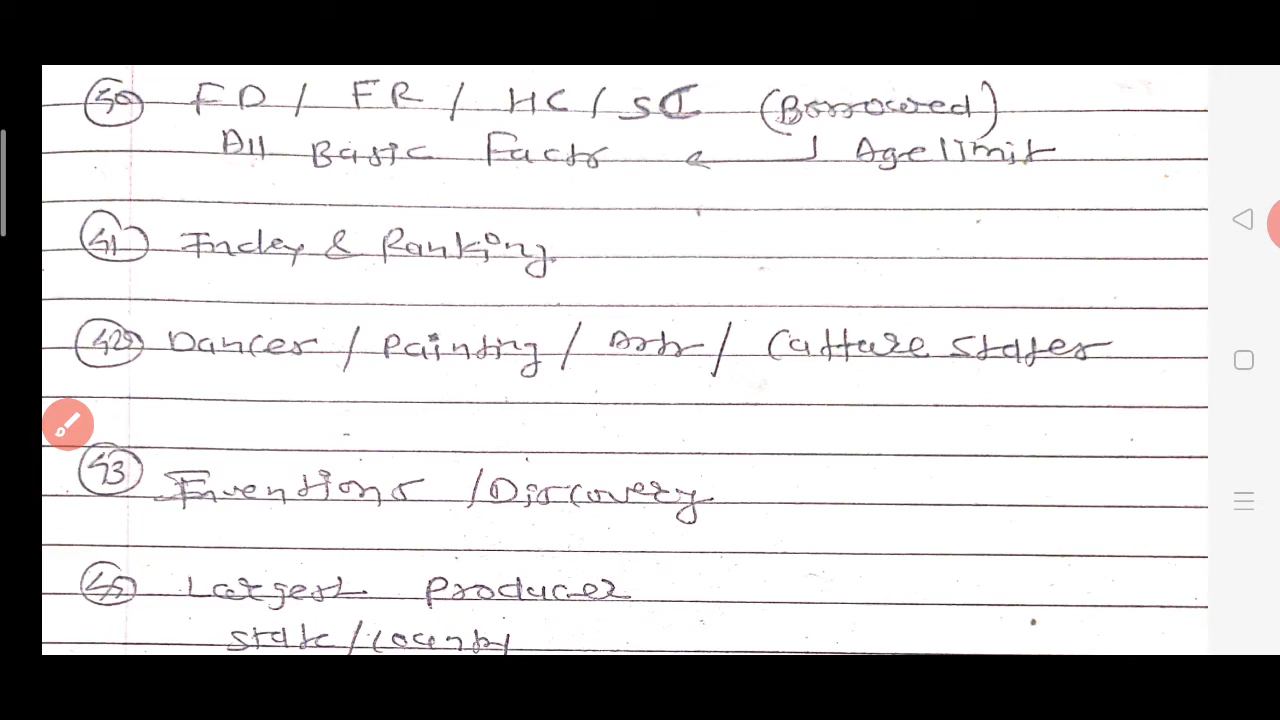 40 FD / FR / HC / SC (Borrowed)
All Basic Facts Age limit
41 Index & Ranking
42 Dances / Painting / Arts / Culture States
43 Inventions / Discovery
Largest Producer
State / Country